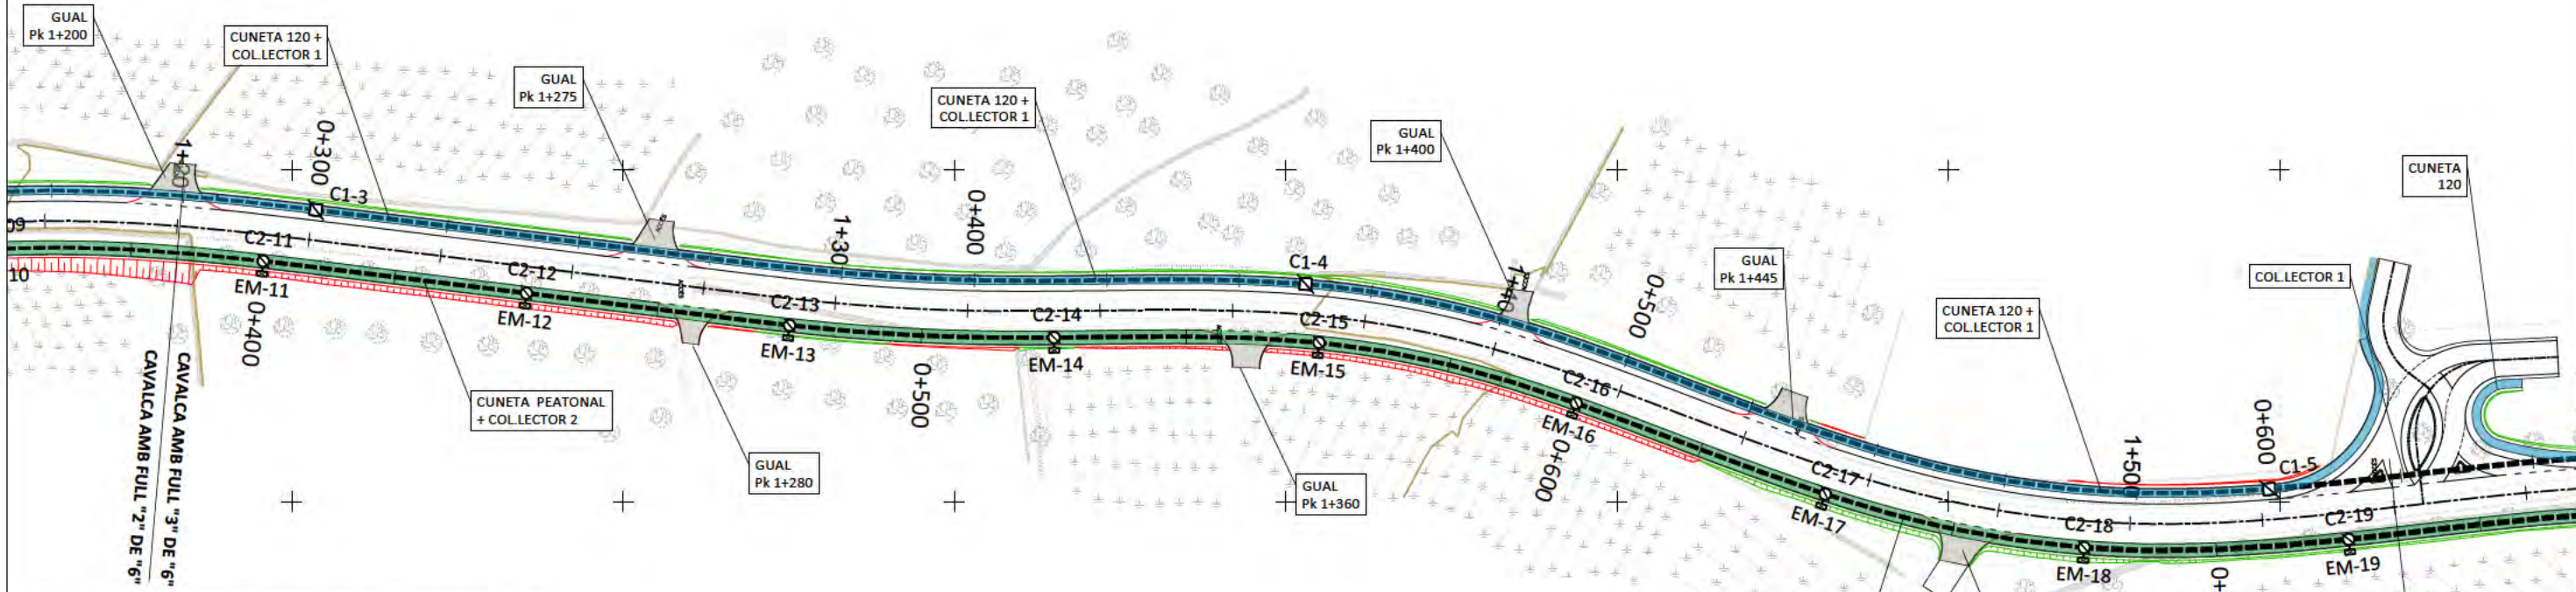 GUAL
Pk 1+200
CUNETA 120 +
COL.LECTOR 1
GUAL
Pk 1+275
CUNETA 120 +
COL.LECTOR 1
GUAL
Pk 1+400
GUAL
Pk 1+445
CUNETA
120
COL.LECTOR 1
CUNETA 120 +
COL.LECTOR 1
0+300
C1-3
1+30
0+400
C1-4
0+500
1+50
0+600
C1-5
09
C2-11
C2-12
C2-13
C2-14
C2-15
C2-16
C2-17
C2-18
C2-19
10
EM-11
EM-12
EM-13
EM-14
EM-15
EM-16
EM-17
EM-18
EM-19
0+400
0+500
0+600
0+
CUNETA PEATONAL
+ COL.LECTOR 2
GUAL
Pk 1+280
GUAL
Pk 1+360
CAVALCA AMB FULL "3" DE "6"
CAVALCA AMB FULL "2" DE "6"